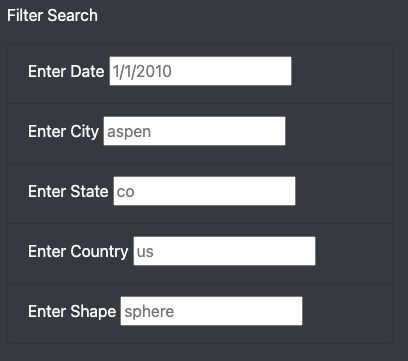 Filter Search
Enter Date 1/1/2010
Enter City aspen
Enter State co
Enter Country us
Enter Shape sphere